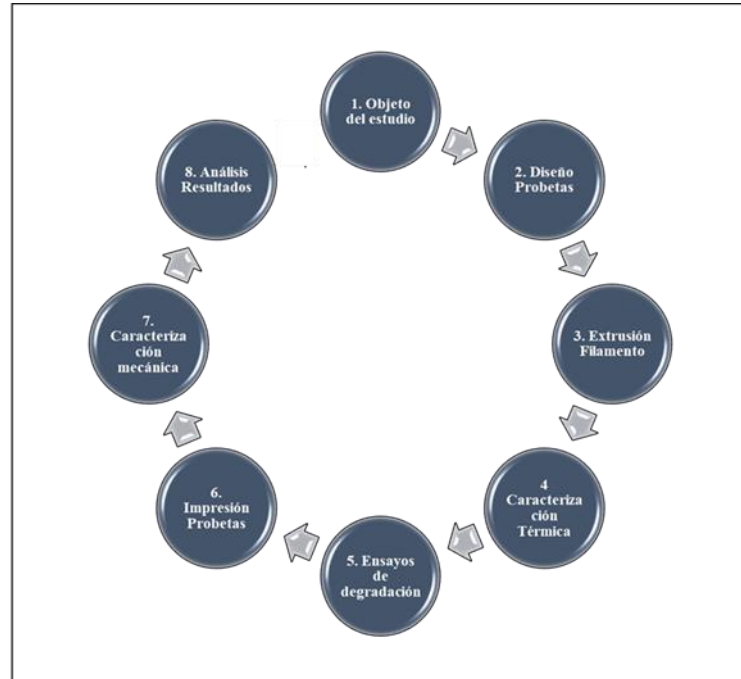 1. Objeto
del estudio
2. Diseño
Probetas
3. Extrusión
Filamento
4
Caracteriza
ción
Térmica
5. Ensayos
de
degradación
6.
Impresión
Probetas
7.
Caracteriza
ción
mecánica
8. Análisis
Resultados